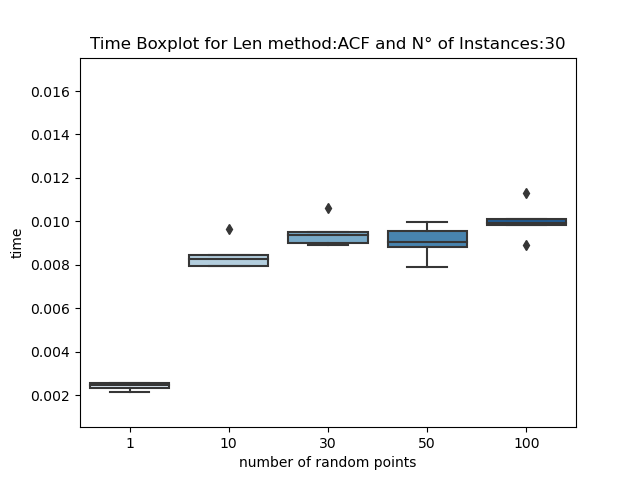 Time Boxplot for Len method:ACF and N° of Instances:30
0.016
0.014
0.012
0.010
0.008
0.006
0.004
0.002
time
1 10 30 50 100
number of random points